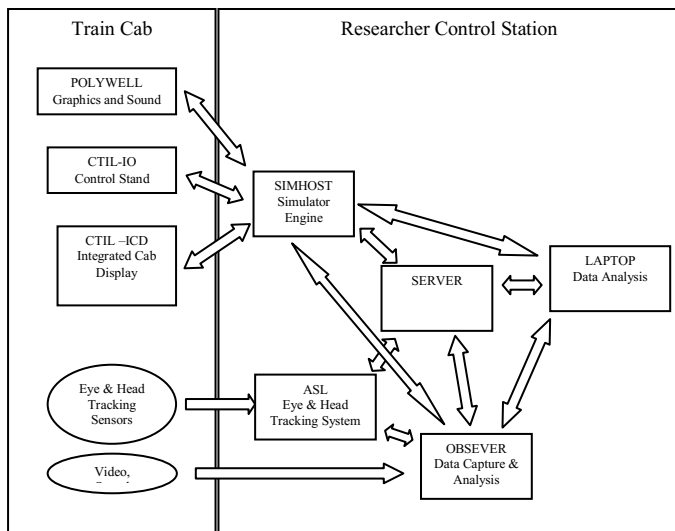 Train Cab
Researcher Control Station
POLYWELL
Graphics and Sound
CTIL-IO
Control Stand
CTIL –ICD
Integrated Cab
Display
SIMHOST
Simulator
Engine
SERVER
LAPTOP
Data Analysis
Eye & Head
Tracking
Sensors
ASL
Eye & Head
Tracking System
OBSEVER
Data Capture &
Analysis
Video,